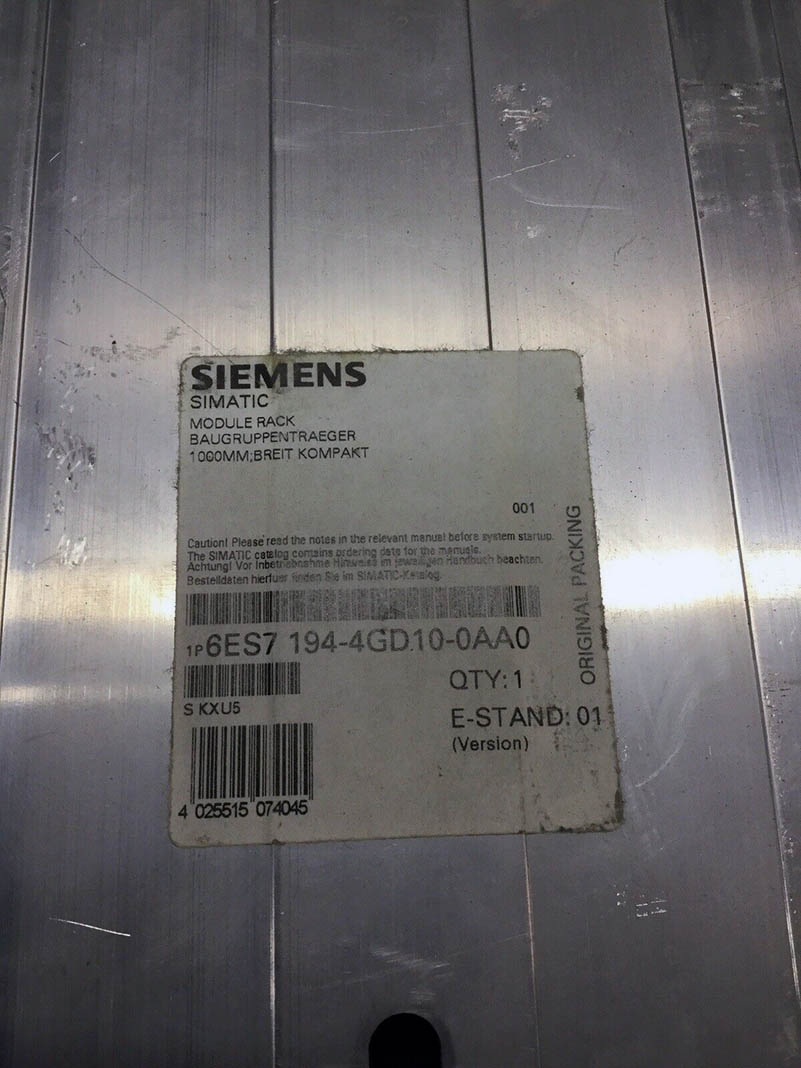 SIEMENS
SIMATIC
MODULE RACK
BAUGRUPPENTRAEGER
1000MM;BREIT KOMPAKT
001
Caution! Please read the notes in the relevant manual before system startup.
The SIMATIC catalog contains ordering data for the manuals.
Achtung! Vor Inbetriebnahme Hinweise im jeweiligen Handbuch beachten.
Bestelldaten hierfuer finden Sie im SIMATIC-Katalog.
1P 6ES7 194-4GD10-0AA0
QTY: 1
S KXU5
E-STAND: 01
(Version)
4 025515 074045
ORIGINAL PACKING